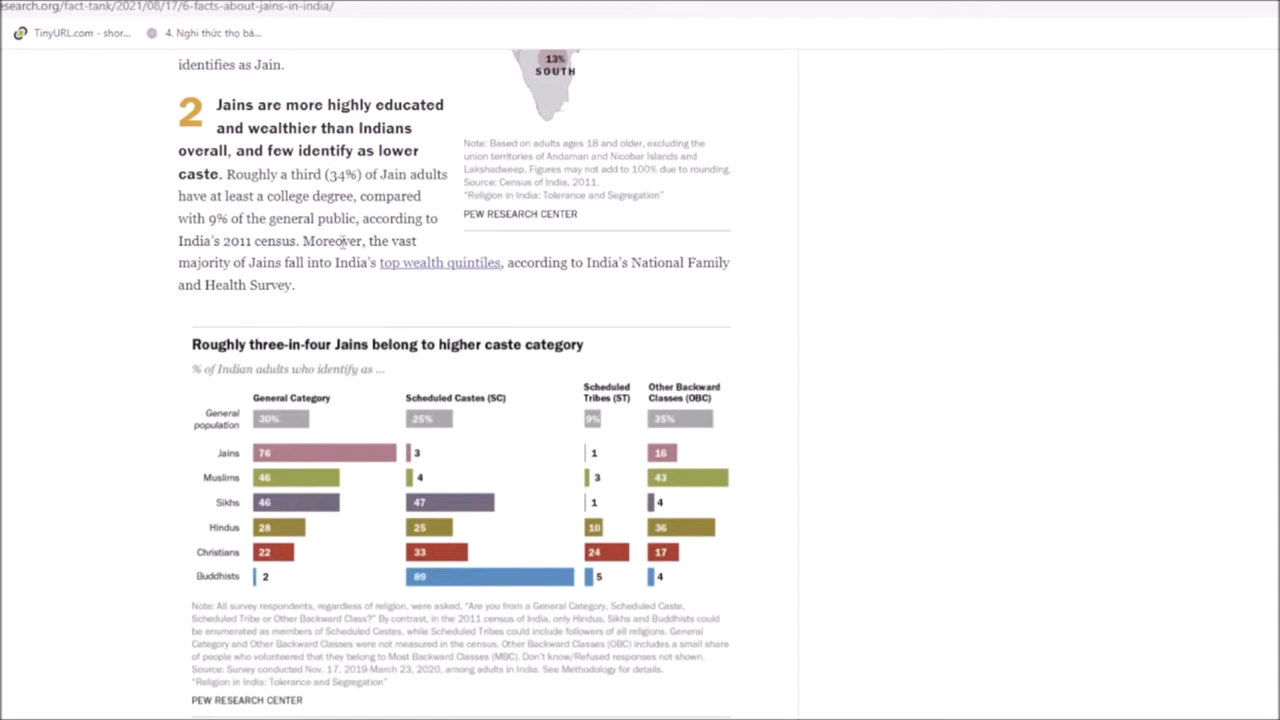 esearch.org/fact-tank/2021/08/17/6-facts-about-jains-in-india/
TinyURL.com - shor...
4. Nghi thức thọ bá...
identifies as Jain.
2 Jains are more highly educated
and wealthier than Indians
overall, and few identify as lower
caste. Roughly a third (34%) of Jain adults
have at least a college degree, compared
with 9% of the general public, according to
India's 2011 census. Moreover, the vast
majority of Jains fall into India's top wealth quintiles, according to India's National Family
and Health Survey.
13%
SOUTH
Note: Based on adults ages 18 and older, excluding the
union territories of Andaman and Nicobar Islands and
Lakshadweep. Figures may not add to 100% due to rounding.
Source: Census of India, 2011.
"Religion in India: Tolerance and Segregation"
PEW RESEARCH CENTER
Roughly three-in-four Jains belong to higher caste category
% of Indian adults who identify as ...
General Category
Scheduled Castes (SC)
Scheduled
Tribes (ST)
Other Backward
Classes (OBC)
General
population
30% 25% 9% 35%
Jains 76 3 1 16
Muslims 46 4 3 43
Sikhs 46 47 1 4
Hindus 28 25 10 36
Christians 22 33 24 17
Buddhists 2 89 5 4
Note: All survey respondents, regardless of religion, were asked, "Are you from a General Category, Scheduled Caste,
Scheduled Tribe or Other Backward Class?" By contrast, in the 2011 census of India, only Hindus, Sikhs and Buddhists could
be enumerated as members of Scheduled Castes, while Scheduled Tribes could include followers of all religions. General
Category and Other Backward Classes were not measured in the census. Other Backward Classes (OBC) includes a small share
of people who volunteered that they belong to Most Backward Classes (MBC). Don't know/Refused responses not shown.
Source: Survey conducted Nov. 17, 2019-March 23, 2020, among adults in India. See Methodology for details.
"Religion in India: Tolerance and Segregation"
PEW RESEARCH CENTER